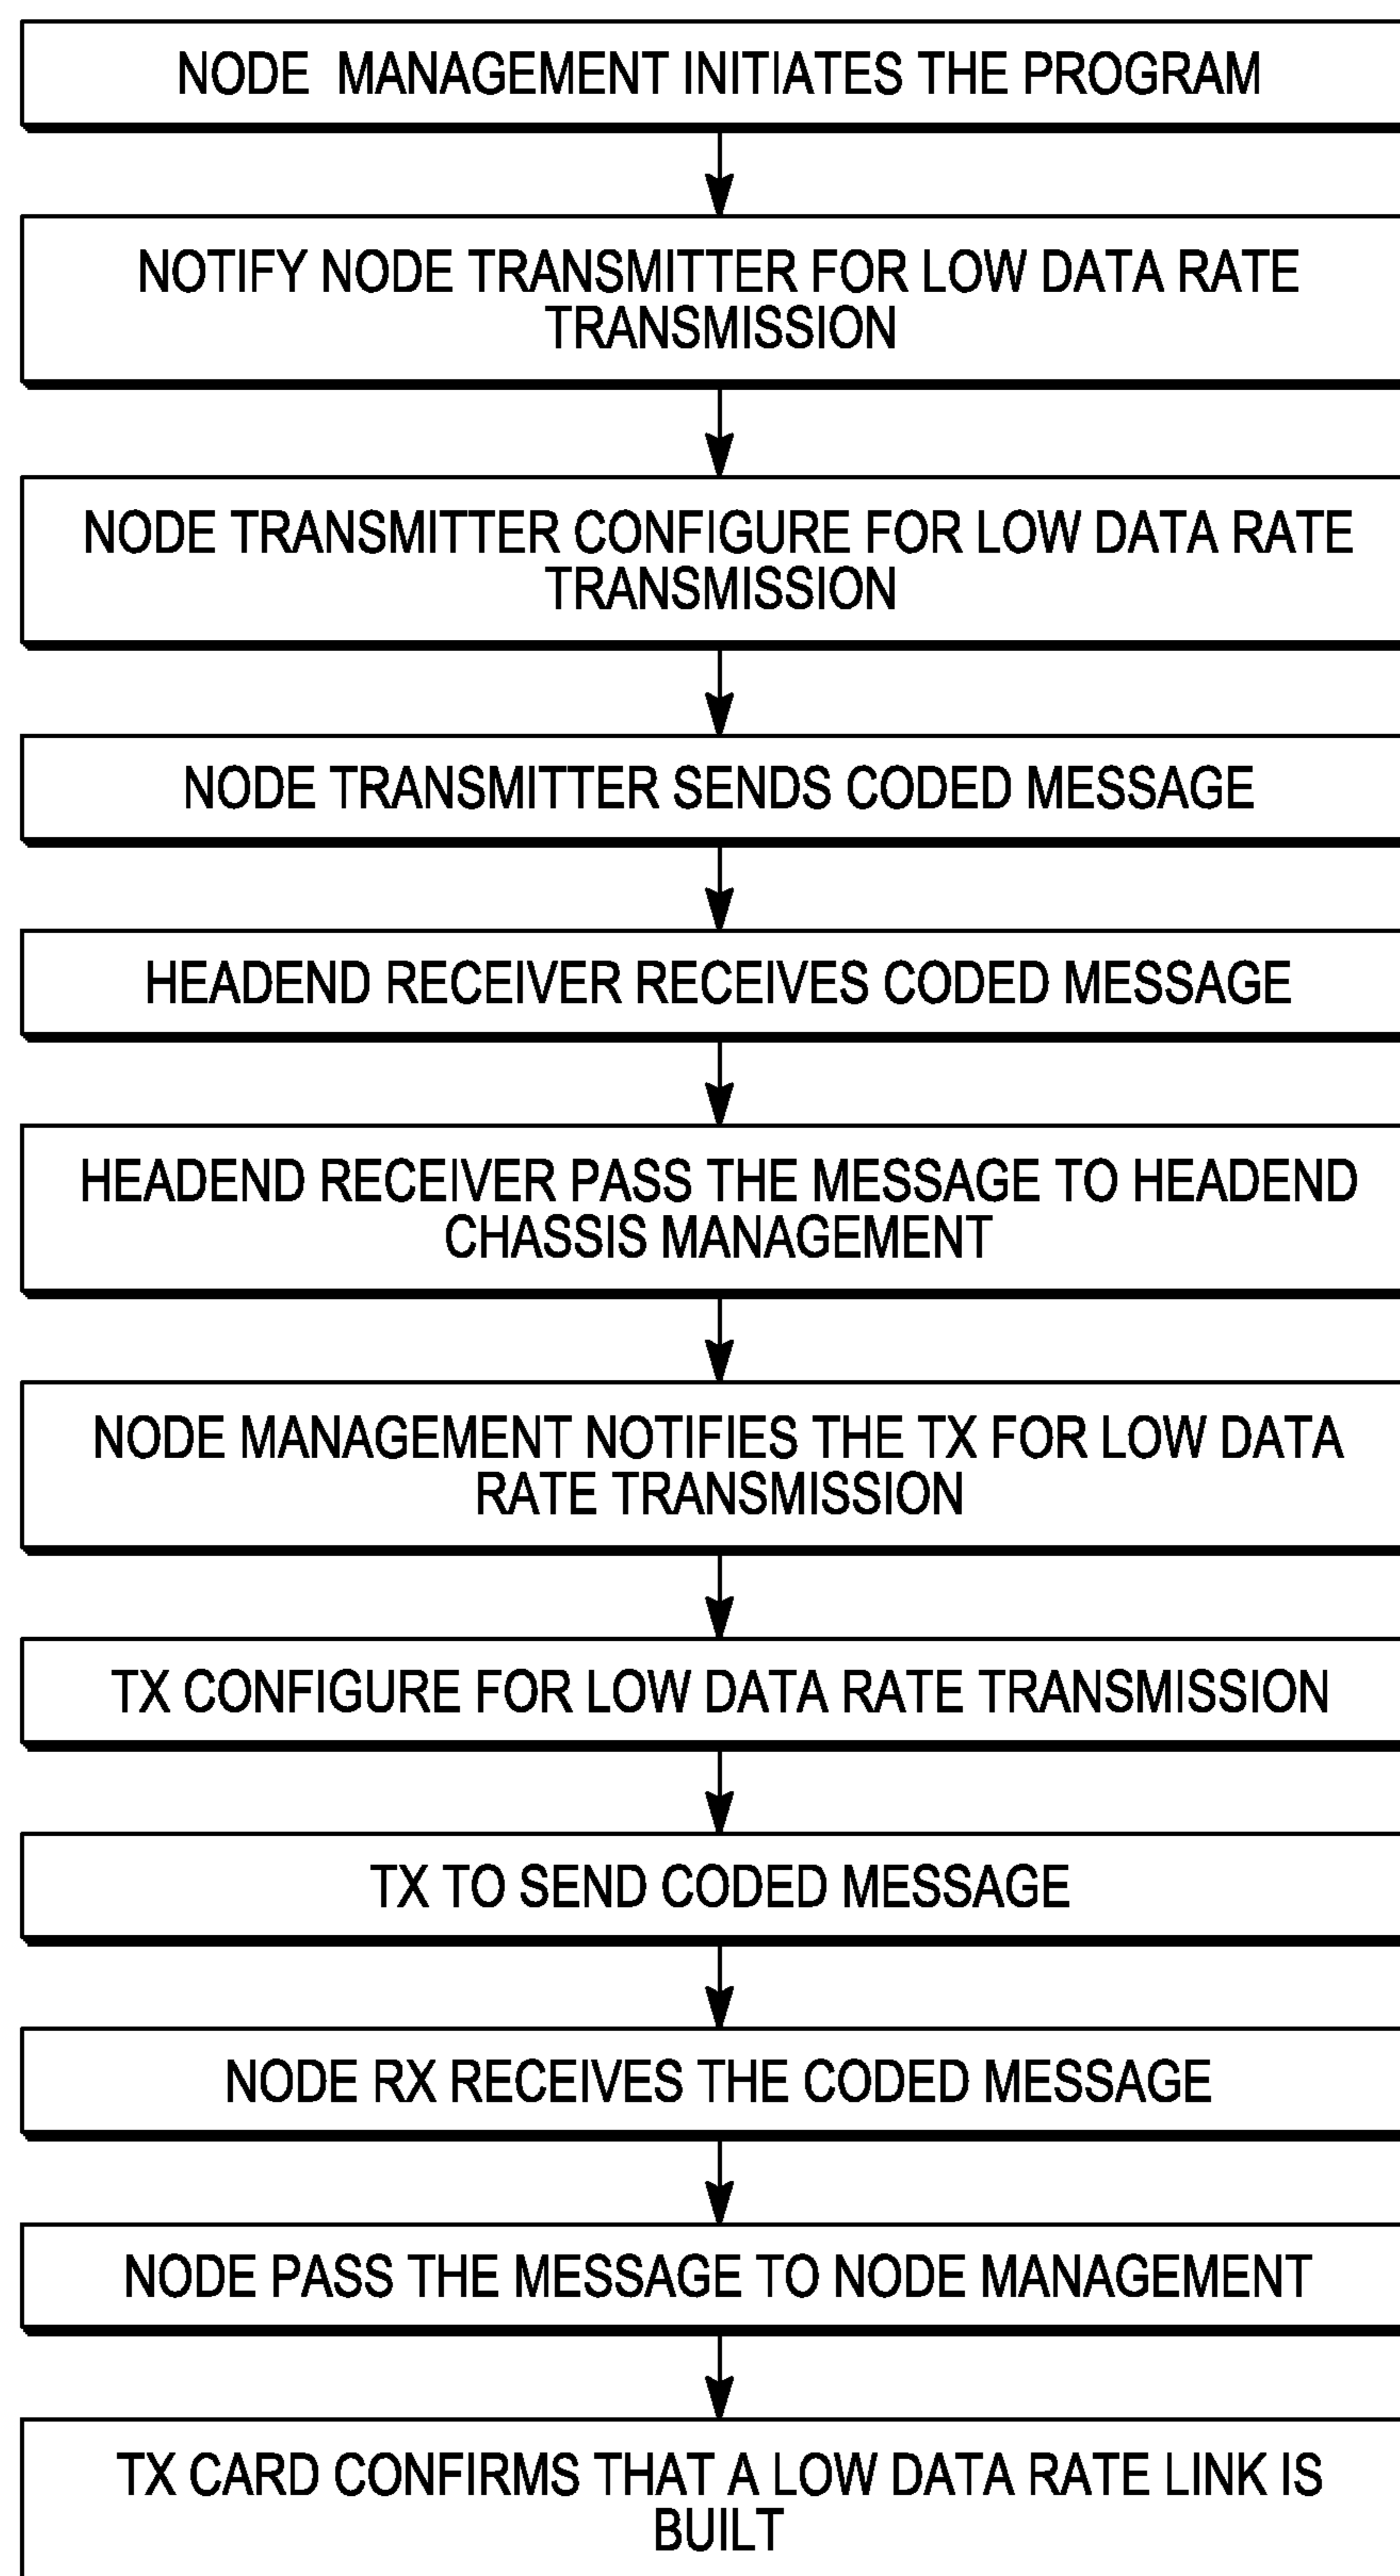 NODE MANAGEMENT INITIATES THE PROGRAM
NOTIFY NODE TRANSMITTER FOR LOW DATA RATE
TRANSMISSION
NODE TRANSMITTER CONFIGURE FOR LOW DATA RATE
TRANSMISSION
NODE TRANSMITTER SENDS CODED MESSAGE
HEADEND RECEIVER RECEIVES CODED MESSAGE
HEADEND RECEIVER PASS THE MESSAGE TO HEADEND
CHASSIS MANAGEMENT
NODE MANAGEMENT NOTIFIES THE TX FOR LOW DATA
RATE TRANSMISSION
TX CONFIGURE FOR LOW DATA RATE TRANSMISSION
TX TO SEND CODED MESSAGE
NODE RX RECEIVES THE CODED MESSAGE
NODE PASS THE MESSAGE TO NODE MANAGEMENT
TX CARD CONFIRMS THAT A LOW DATA RATE LINK IS
BUILT